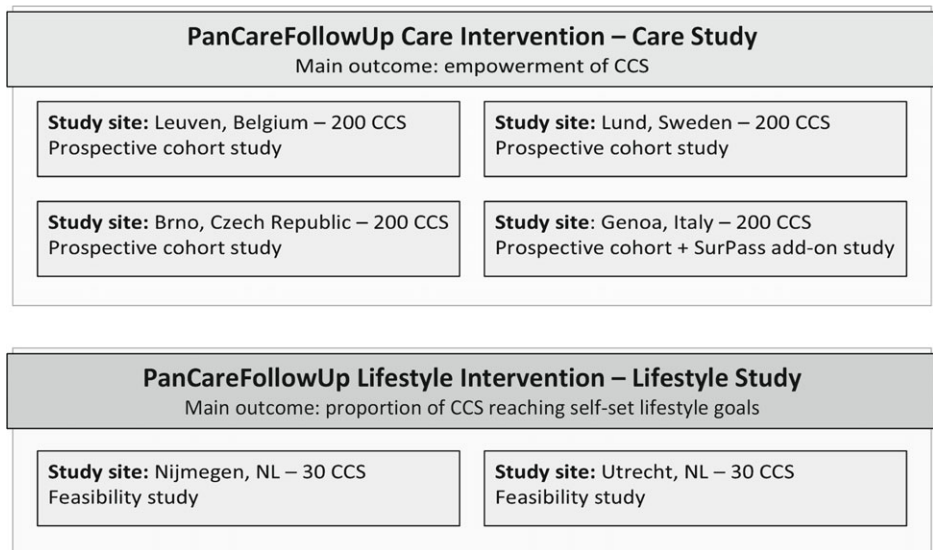 PanCareFollowUp Care Intervention – Care Study
Main outcome: empowerment of CCS
Study site: Leuven, Belgium – 200 CCS
Prospective cohort study
Study site: Lund, Sweden – 200 CCS
Prospective cohort study
Study site: Brno, Czech Republic – 200 CCS
Prospective cohort study
Study site: Genoa, Italy – 200 CCS
Prospective cohort + SurPass add-on study
PanCareFollowUp Lifestyle Intervention – Lifestyle Study
Main outcome: proportion of CCS reaching self-set lifestyle goals
Study site: Nijmegen, NL – 30 CCS
Feasibility study
Study site: Utrecht, NL – 30 CCS
Feasibility study